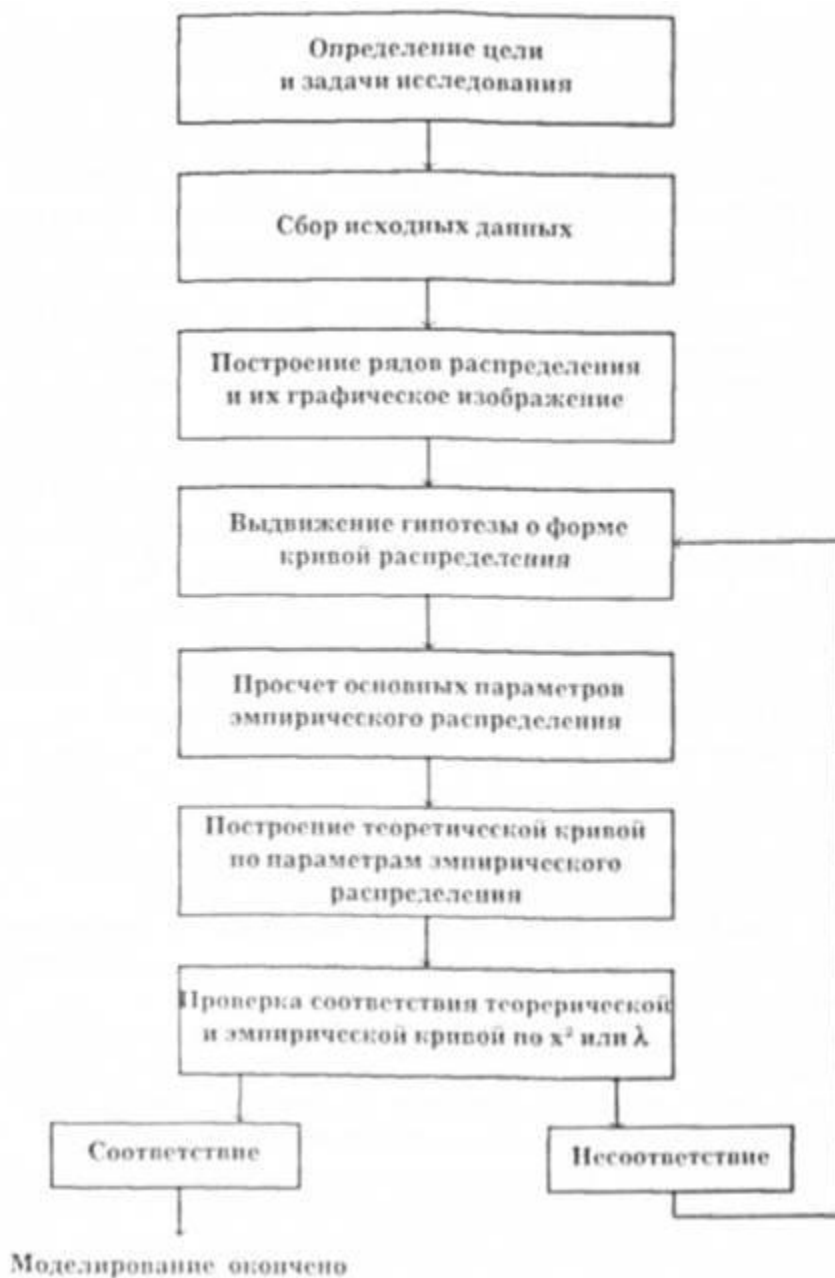 Определение цели
и задачи исследования
Сбор исходных данных
Построение рядов распределения
и их графическое изображение
Выдвижение гипотезы о форме
кривой распределения
Просчет основных параметров
эмпирического распределения
Построение теоретической кривой
по параметрам эмпирического
распределения
Проверка соответствия теорерической
и эмпирической кривой по x² или λ
Соответствие
Несоответствие
Моделирование окончено